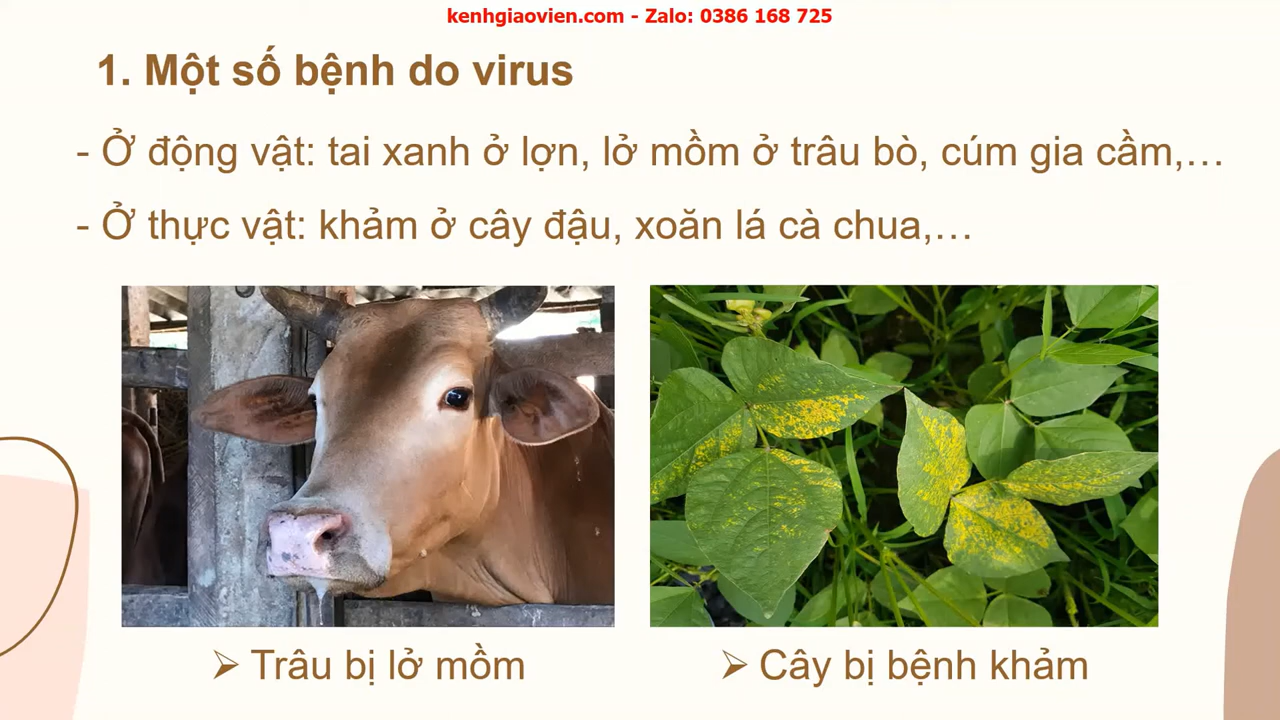 kenhgiaovien.com - Zalo: 0386 168 725
1. Một số bệnh do virus
- Ở động vật: tai xanh ở lợn, lở mồm ở trâu bò, cúm gia cầm,…
- Ở thực vật: khảm ở cây đậu, xoăn lá cà chua,…
➢ Trâu bị lở mồm
➢ Cây bị bệnh khảm